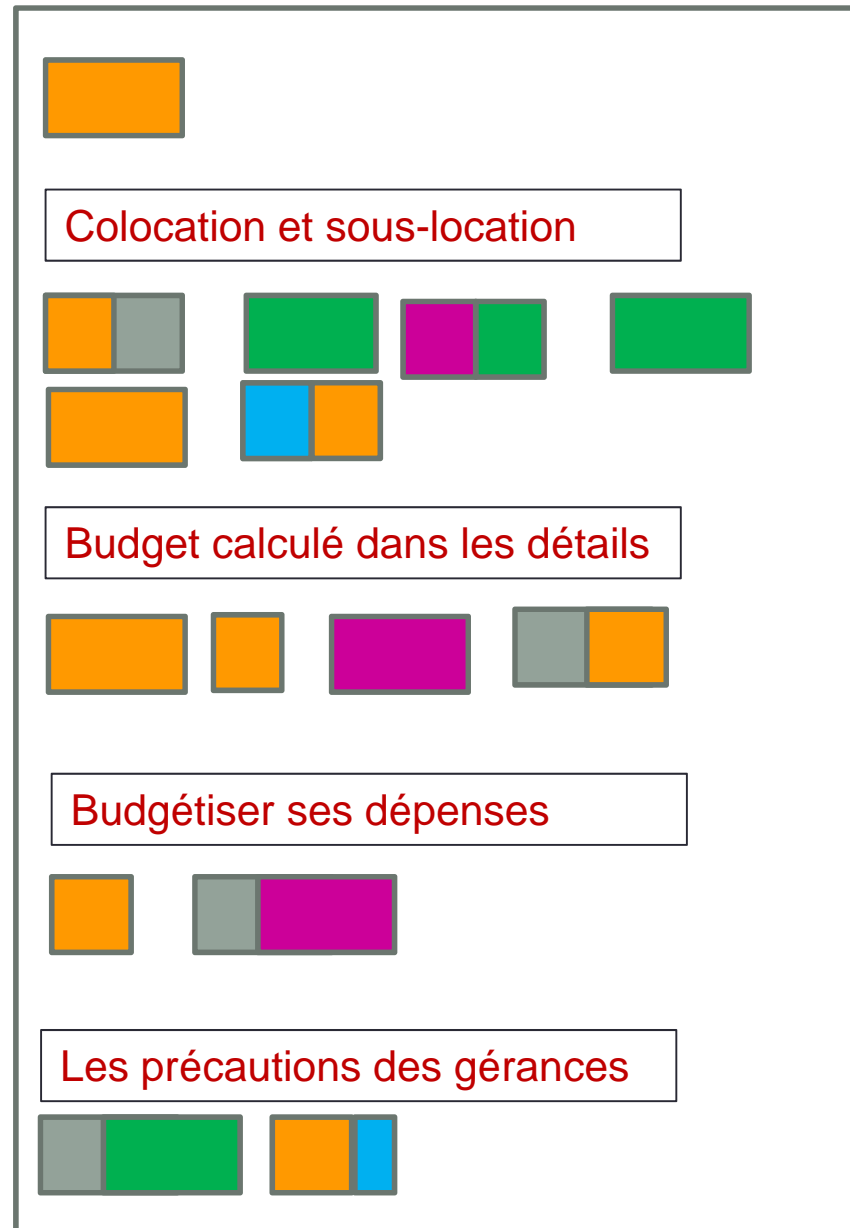 Colocation et sous-location
Budget calculé dans les détails
Budgétiser ses dépenses
Les précautions des gérances